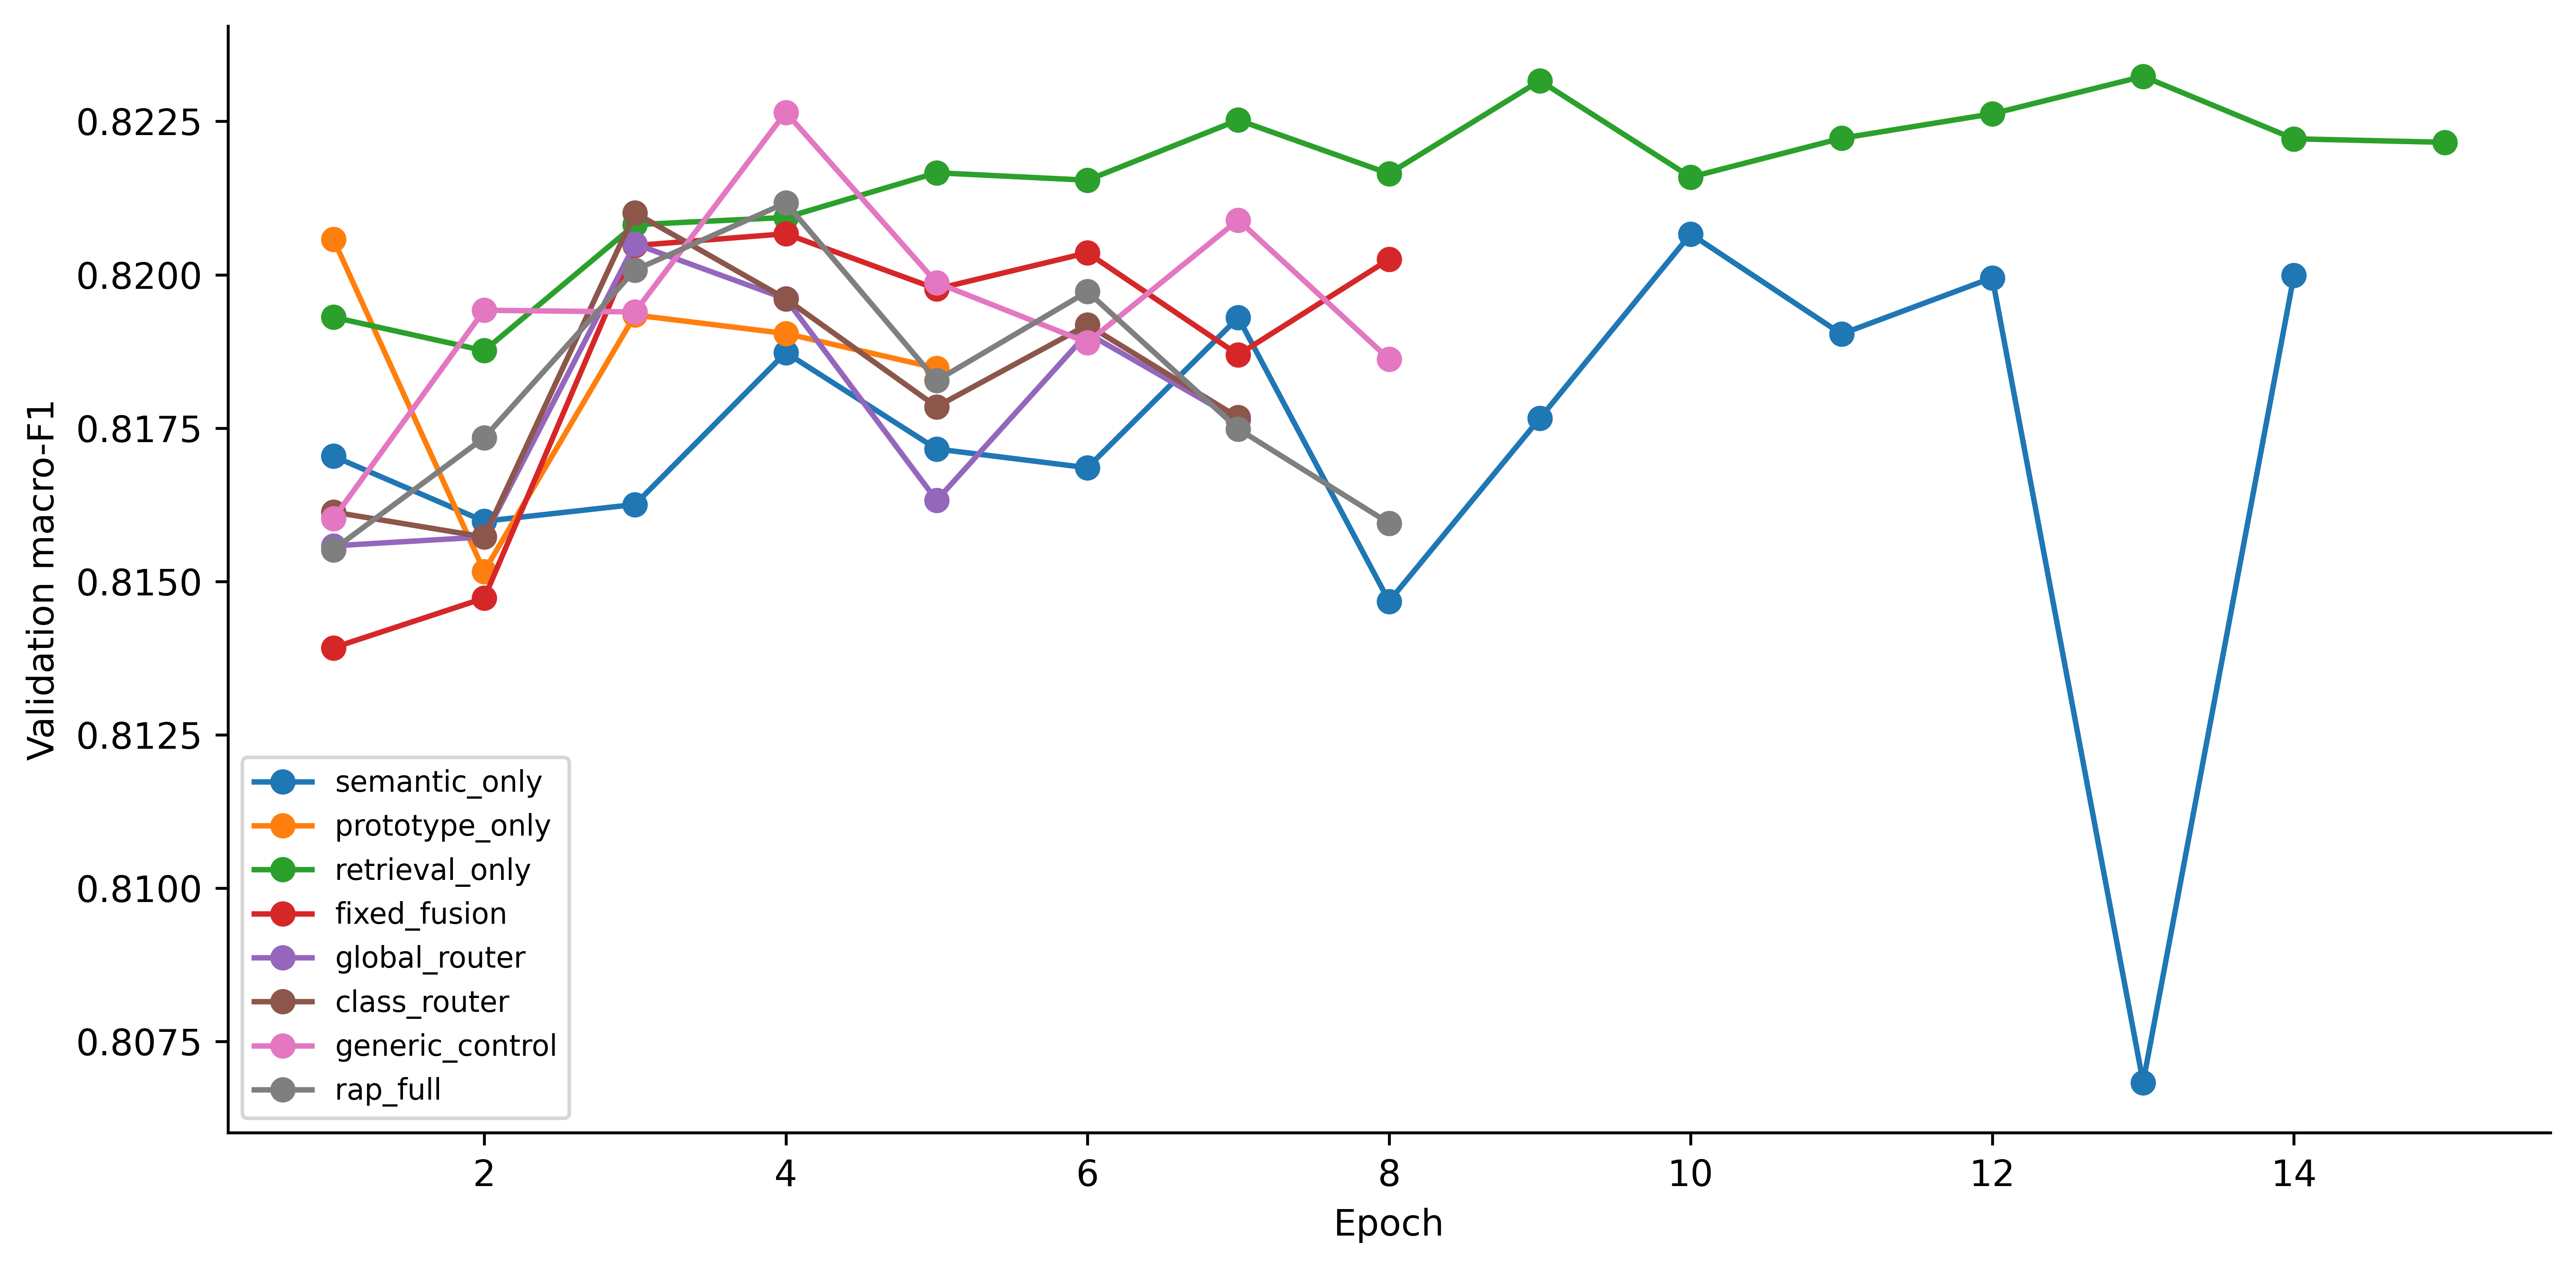 Validation macro-F1
0.8225
0.8200
0.8175
0.8150
0.8125
0.8100
0.8075
semantic_only
prototype_only
retrieval_only
fixed_fusion
global_router
class_router
generic_control
rap_full
2 4 6 8 10 12 14
Epoch